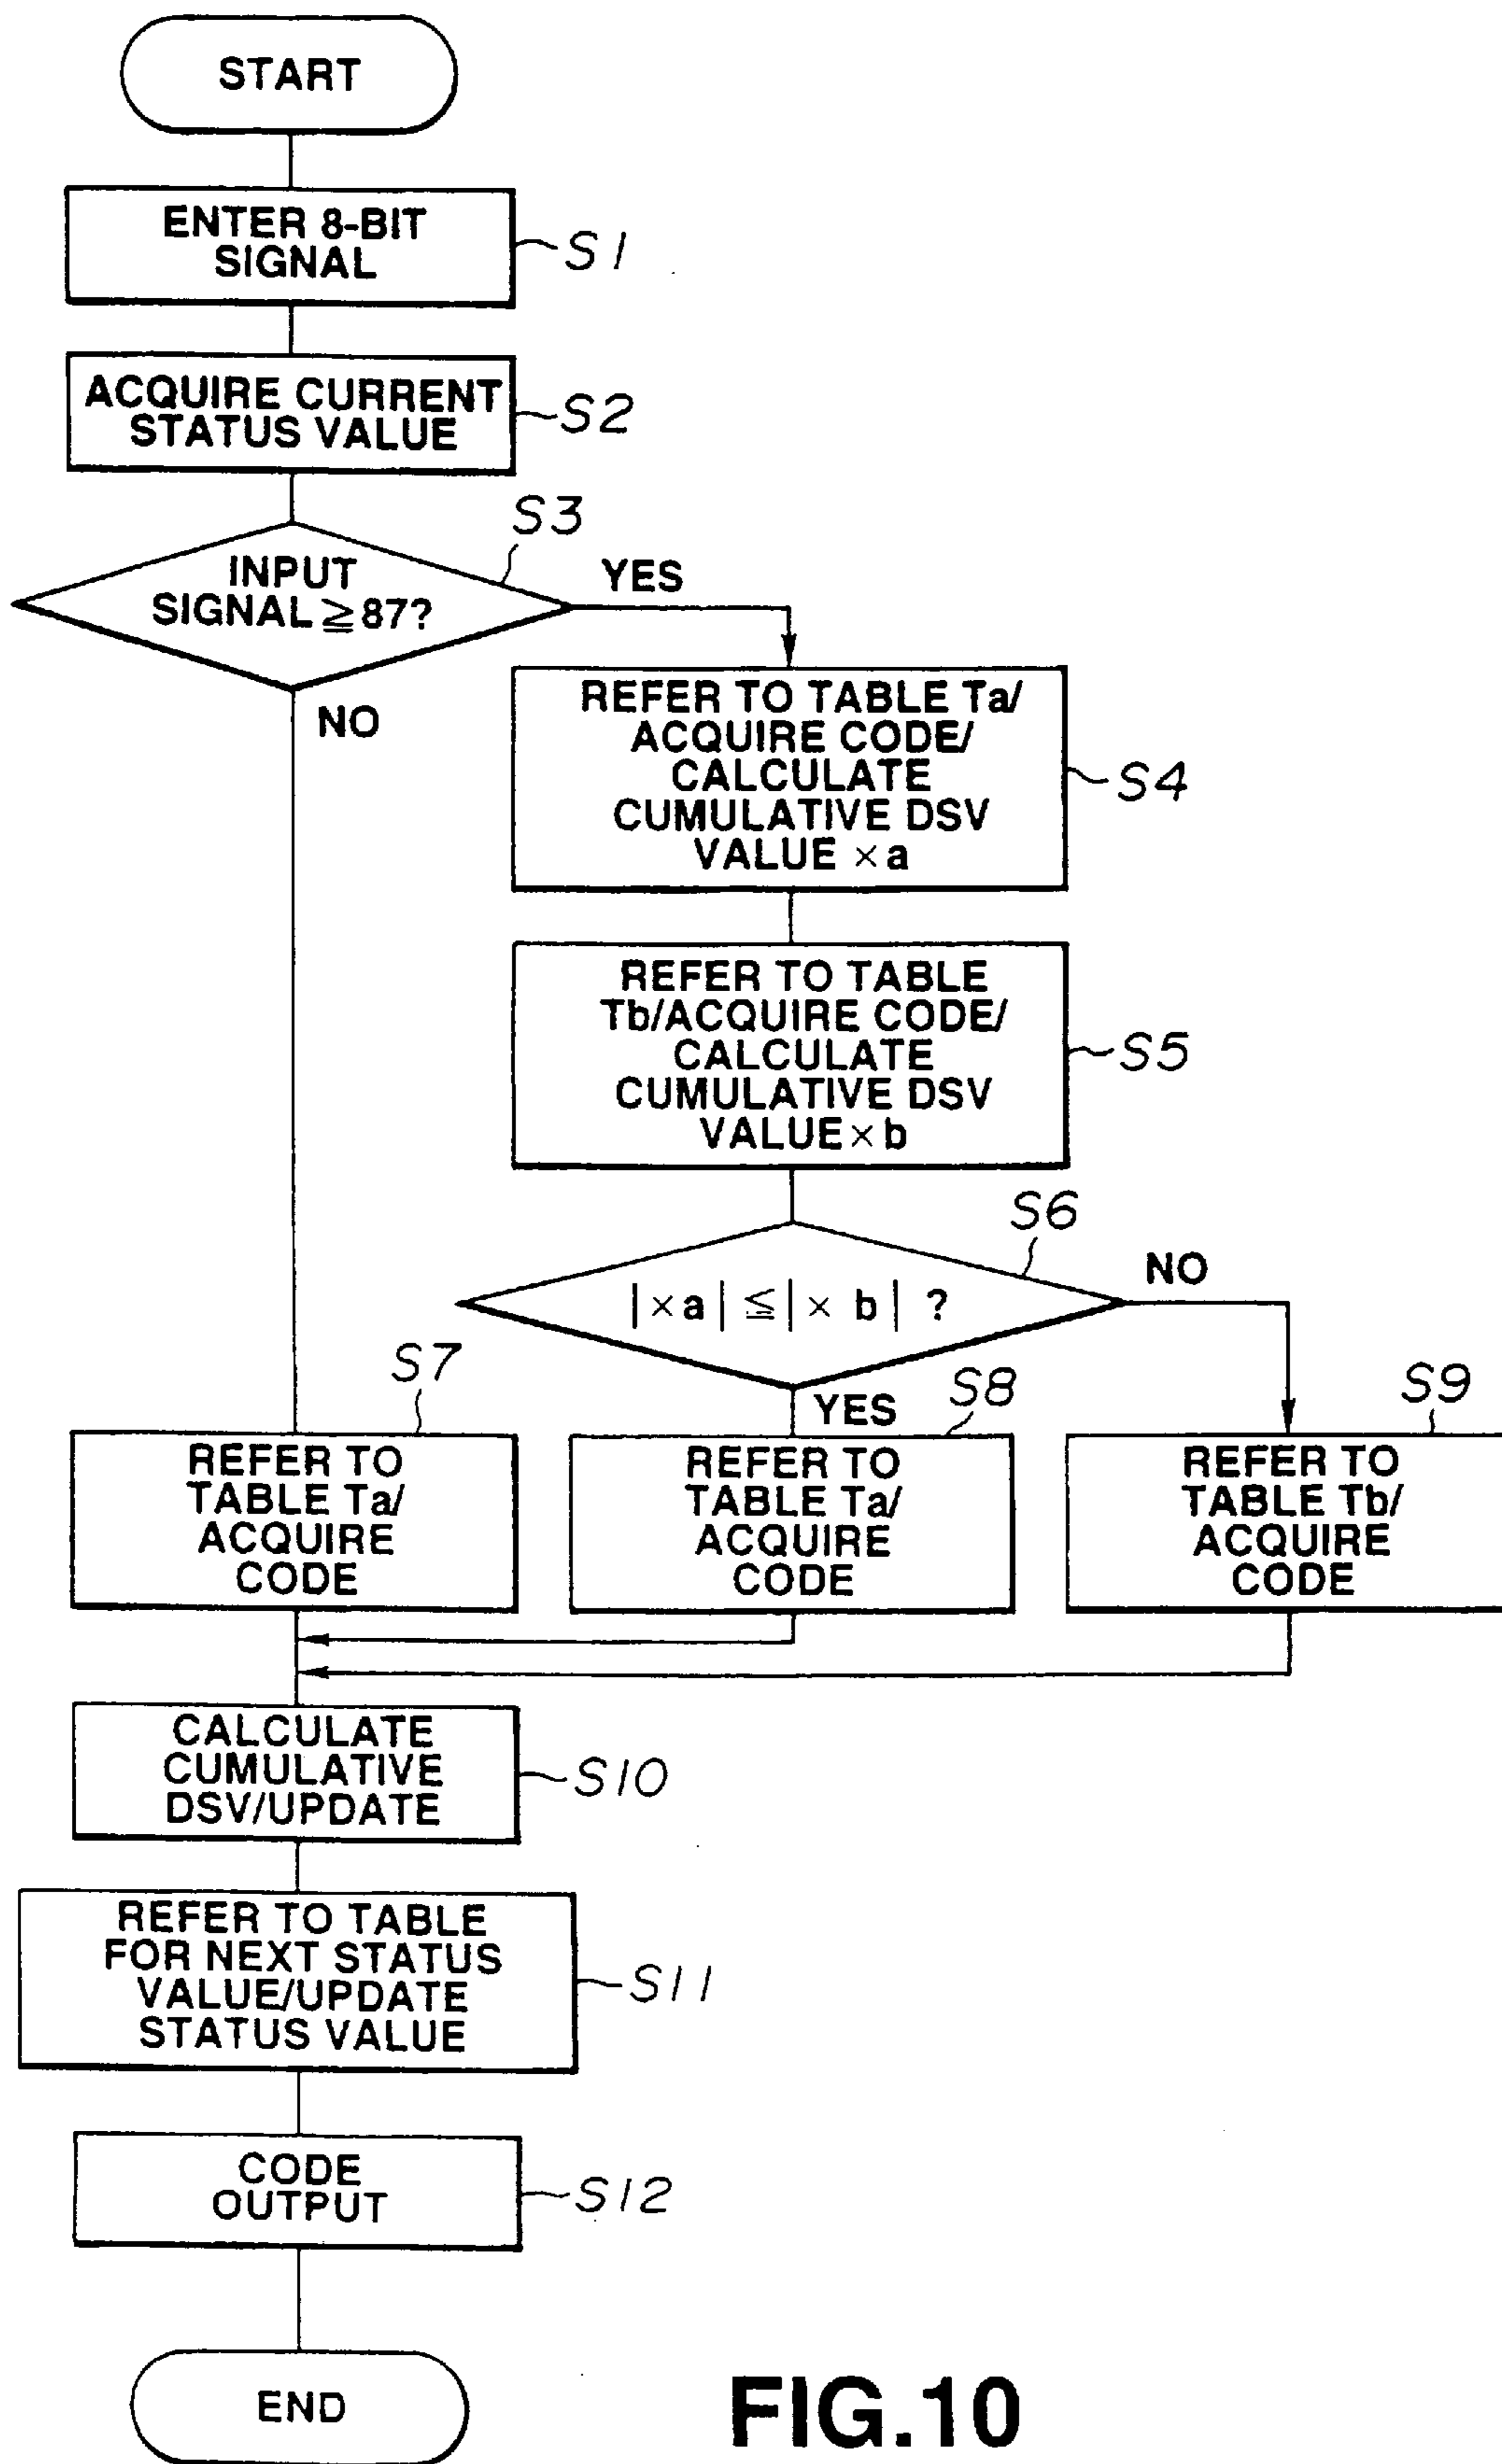 START
ENTER 8-BIT
SIGNAL
S1
ACQUIRE CURRENT
STATUS VALUE
S2
S3
INPUT
SIGNAL ≧ 87?
YES
NO
REFER TO TABLE Ta/
ACQUIRE CODE/
CALCULATE
CUMULATIVE DSV
VALUE ×a
S4
REFER TO TABLE
Tb/ACQUIRE CODE/
CALCULATE
CUMULATIVE DSV
VALUE×b
S5
S6
|×a| ≦ |× b| ?
NO
YES
S7
REFER TO
TABLE Ta/
ACQUIRE
CODE
S8
REFER TO
TABLE Ta/
ACQUIRE
CODE
S9
REFER TO
TABLE Tb/
ACQUIRE
CODE
CALCULATE
CUMULATIVE
DSV/UPDATE
S10
REFER TO TABLE
FOR NEXT STATUS
VALUE/UPDATE
STATUS VALUE
S11
CODE
OUTPUT
S12
END
FIG.10